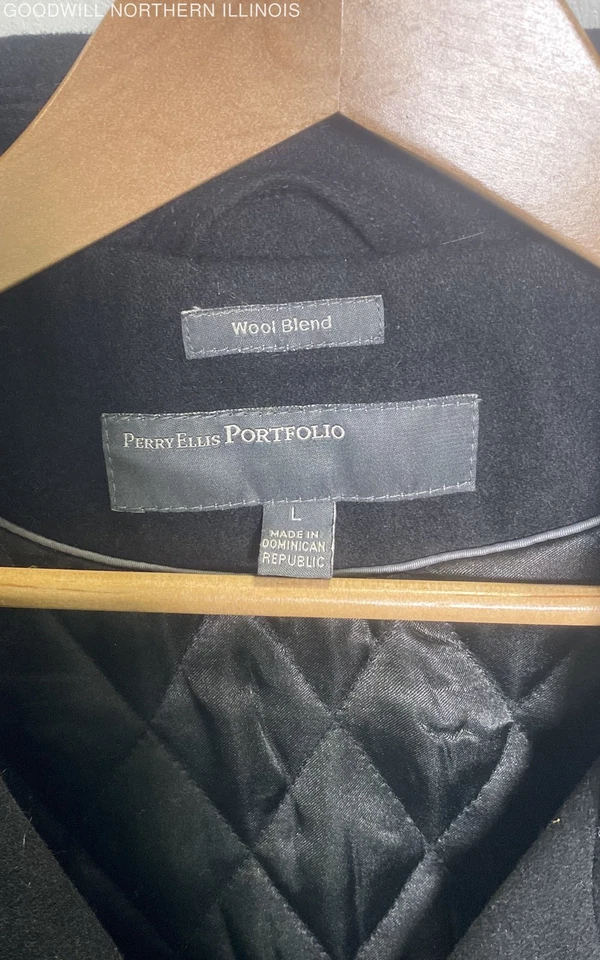 GOODWILL NORTHERN ILLINOIS
Wool Blend
PERRY ELLIS PORTFOLIO
L
MADE IN
DOMINICAN
REPUBLIC